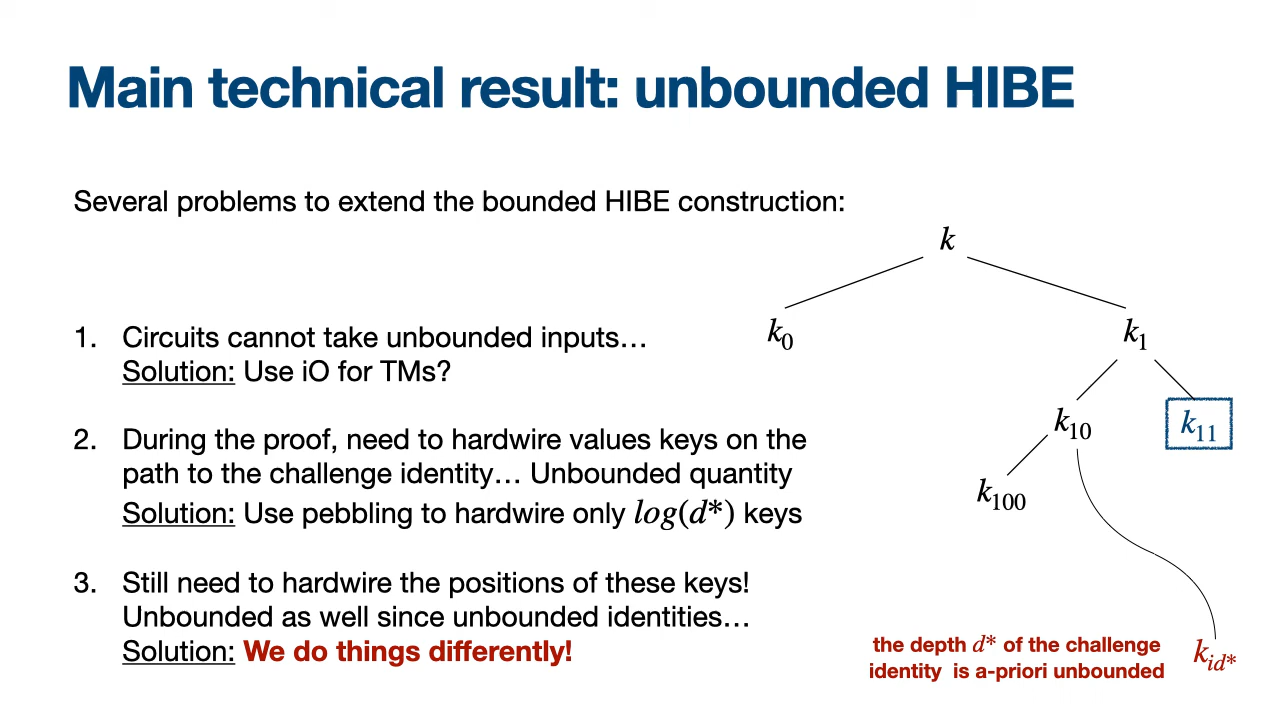 Main technical result: unbounded HIBE
Several problems to extend the bounded HIBE construction:
1. Circuits cannot take unbounded inputs…
Solution: Use iO for TMs?
2. During the proof, need to hardwire values keys on the
path to the challenge identity… Unbounded quantity
Solution: Use pebbling to hardwire only log(d*) keys
3. Still need to hardwire the positions of these keys!
Unbounded as well since unbounded identities…
Solution: We do things differently!
k
k0
k1
k10
k11
k100
kid*
the depth d* of the challenge
identity is a-priori unbounded